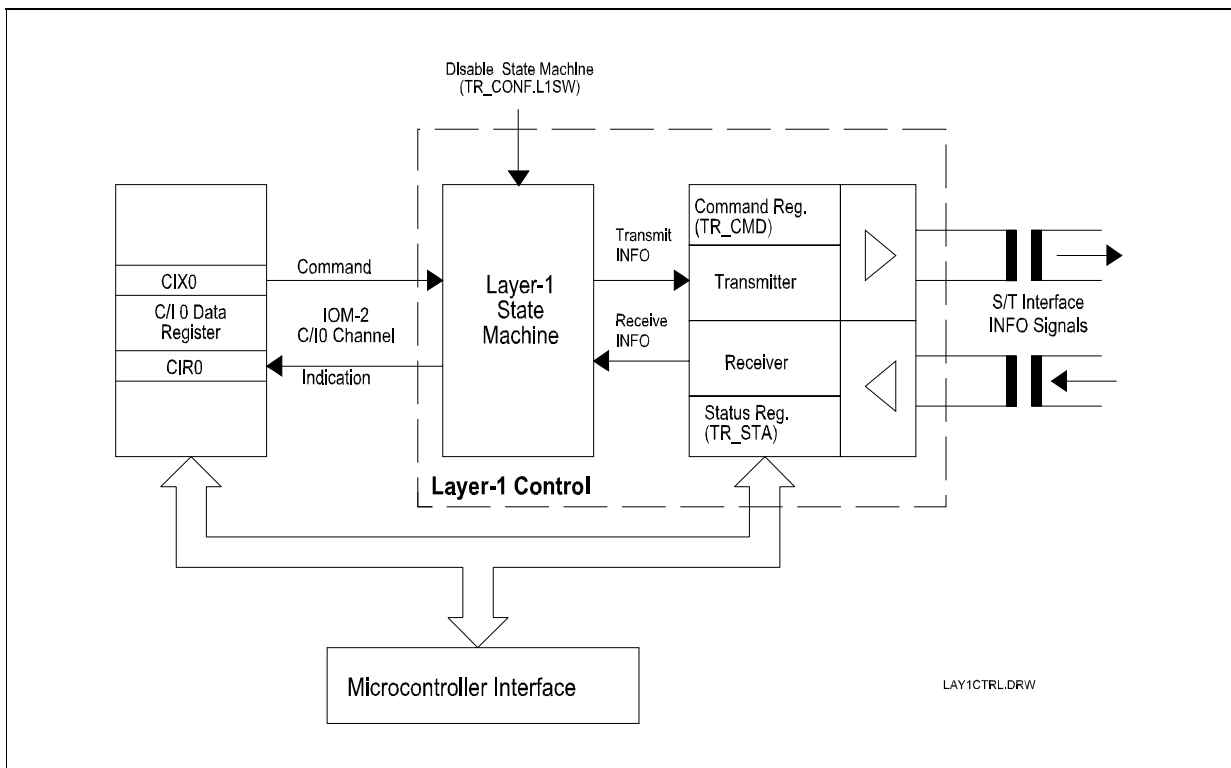 Disable State Machine
(TR_CONF.L1SW)
CIX0
C/I 0 Data
Register
CIR0
Command
IOM-2
C/I0 Channel
Indication
Layer-1
State
Machine
Transmit
INFO
Receive
INFO
Command Reg.
(TR_CMD)
Transmitter
Receiver
Status Reg.
(TR_STA)
S/T Interface
INFO Signals
Layer-1 Control
Microcontroller Interface
LAY1CTRL.DRW